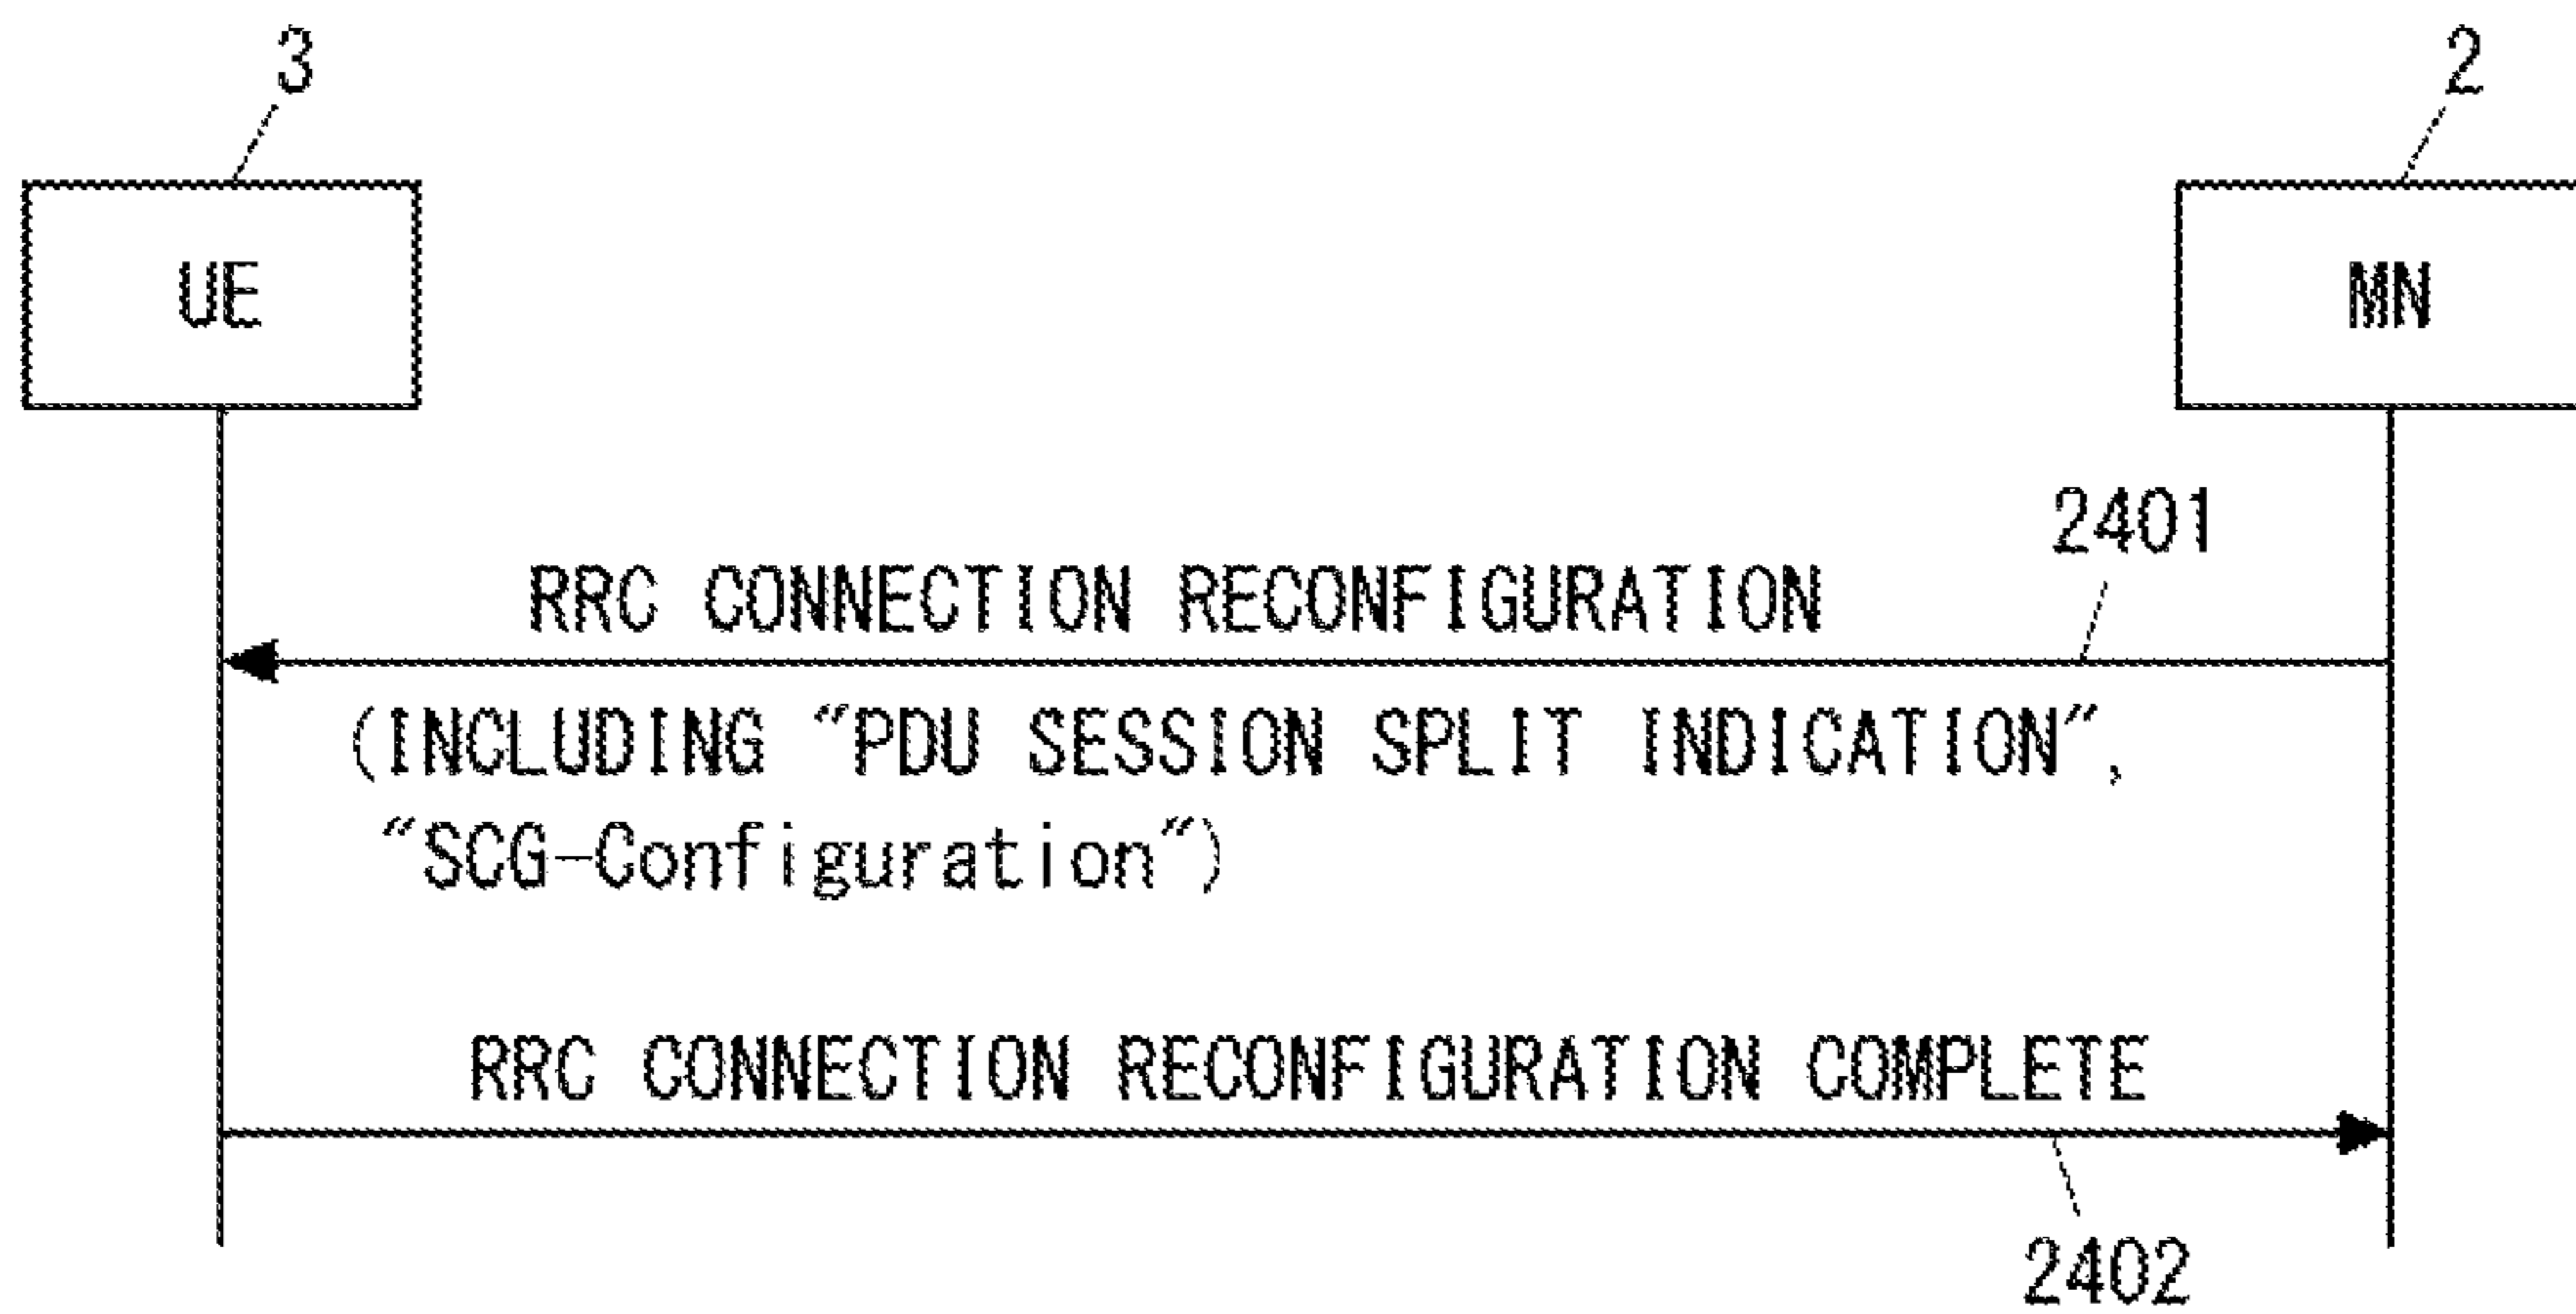 3
2
UE
MN
2401
RRC CONNECTION RECONFIGURATION
(INCLUDING "PDU SESSION SPLIT INDICATION",
"SCG-Configuration")
RRC CONNECTION RECONFIGURATION COMPLETE
2402